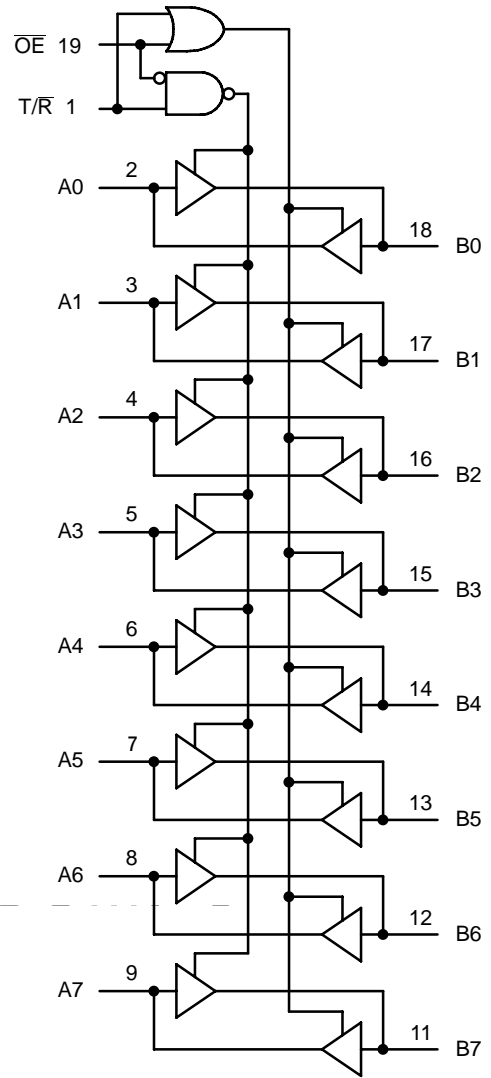 O̅E̅ 19
T/R̅ 1
A0 2
18 B0
A1 3
17 B1
A2 4
16 B2
A3 5
15 B3
A4 6
14 B4
A5 7
13 B5
A6 8
12 B6
A7 9
11 B7